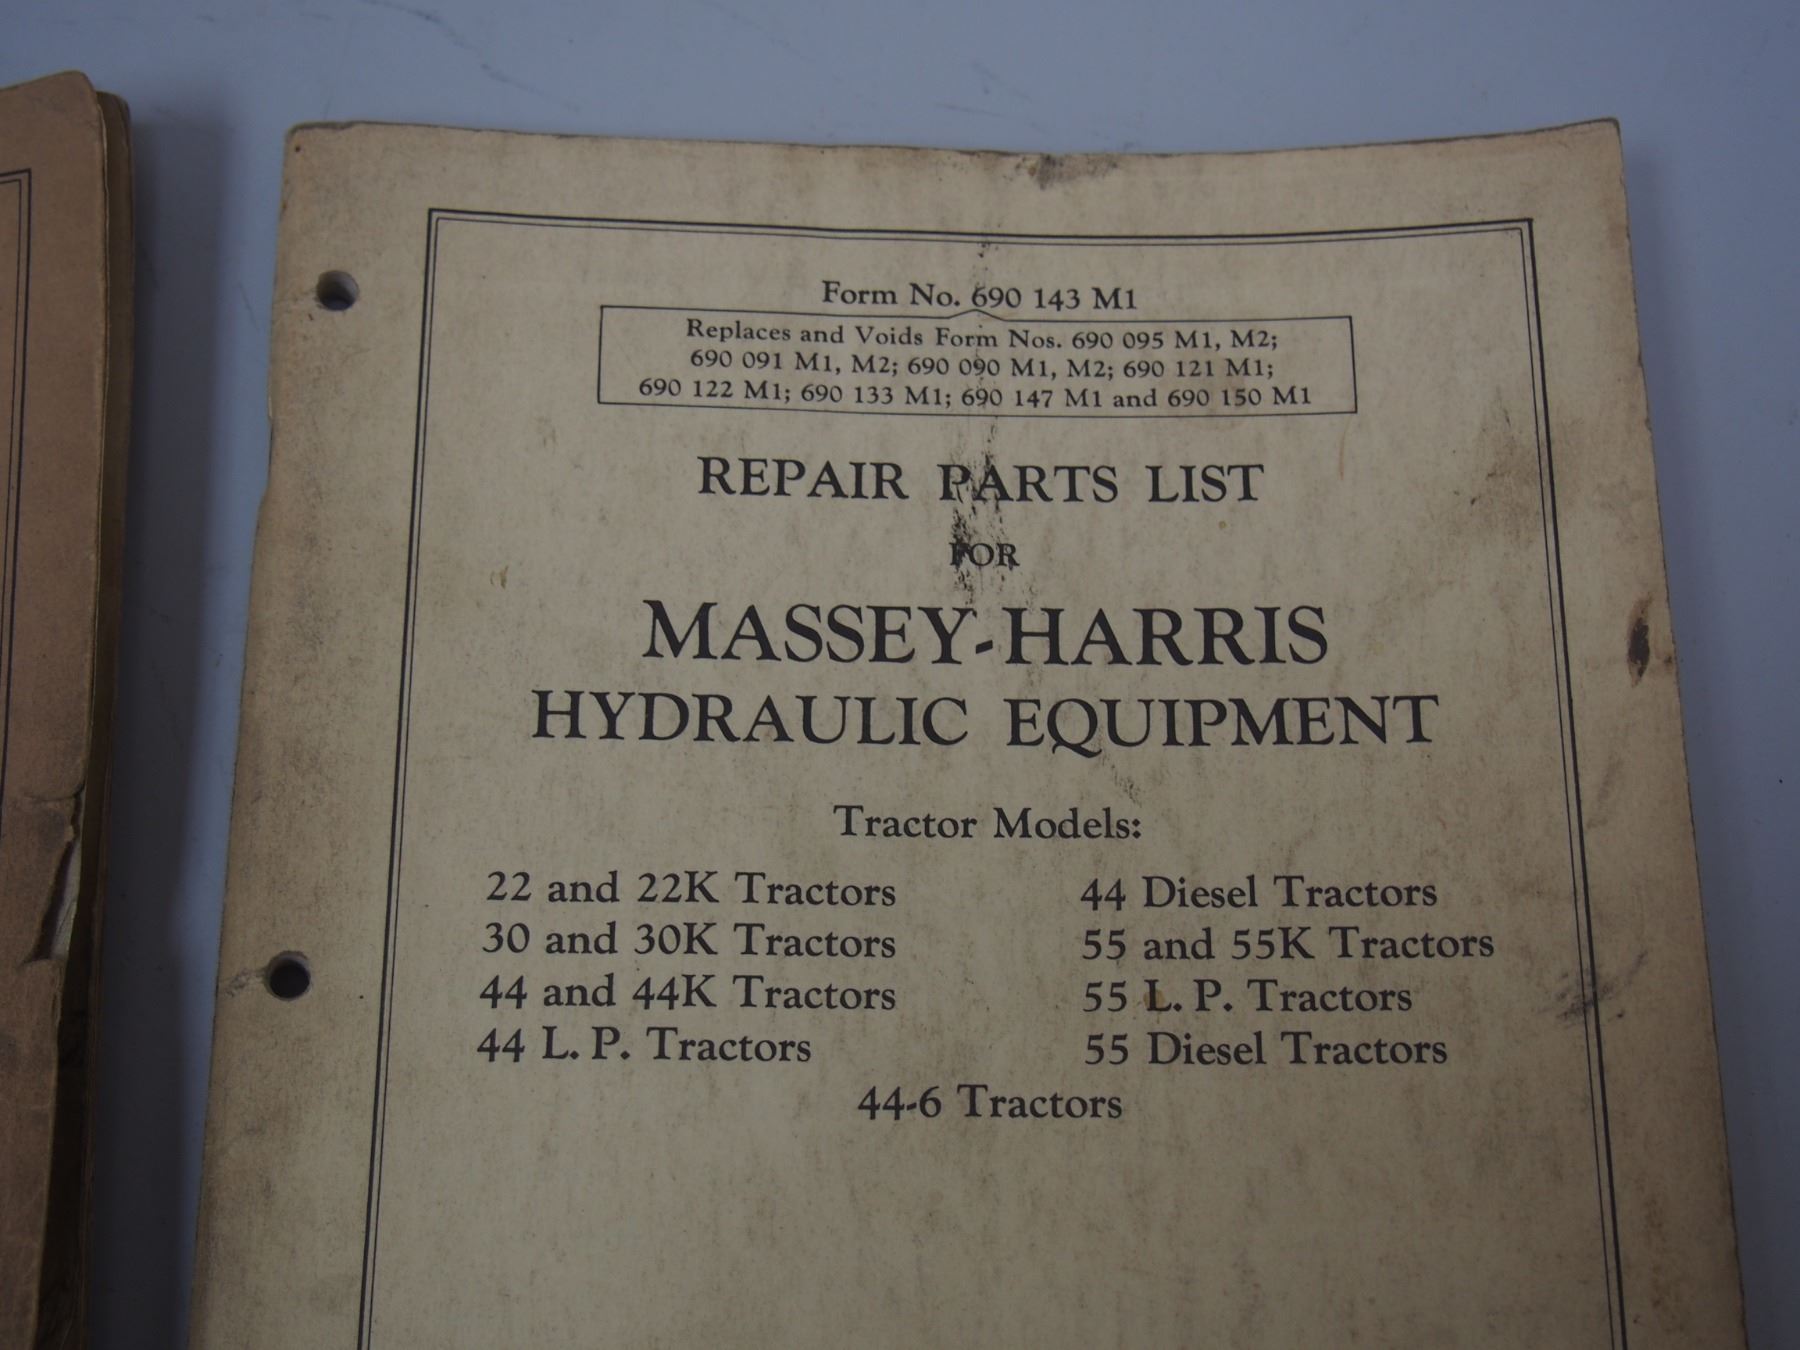 Form No. 690 143 M1
Replaces and Voids Form Nos. 690 095 M1, M2;
690 091 M1, M2; 690 090 M1, M2; 690 121 M1;
690 122 M1; 690 133 M1; 690 147 M1 and 690 150 M1
REPAIR PARTS LIST
FOR
MASSEY-HARRIS
HYDRAULIC EQUIPMENT
Tractor Models:
22 and 22K Tractors
30 and 30K Tractors
44 and 44K Tractors
44 L. P. Tractors
44 Diesel Tractors
55 and 55K Tractors
55 L. P. Tractors
55 Diesel Tractors
44-6 Tractors